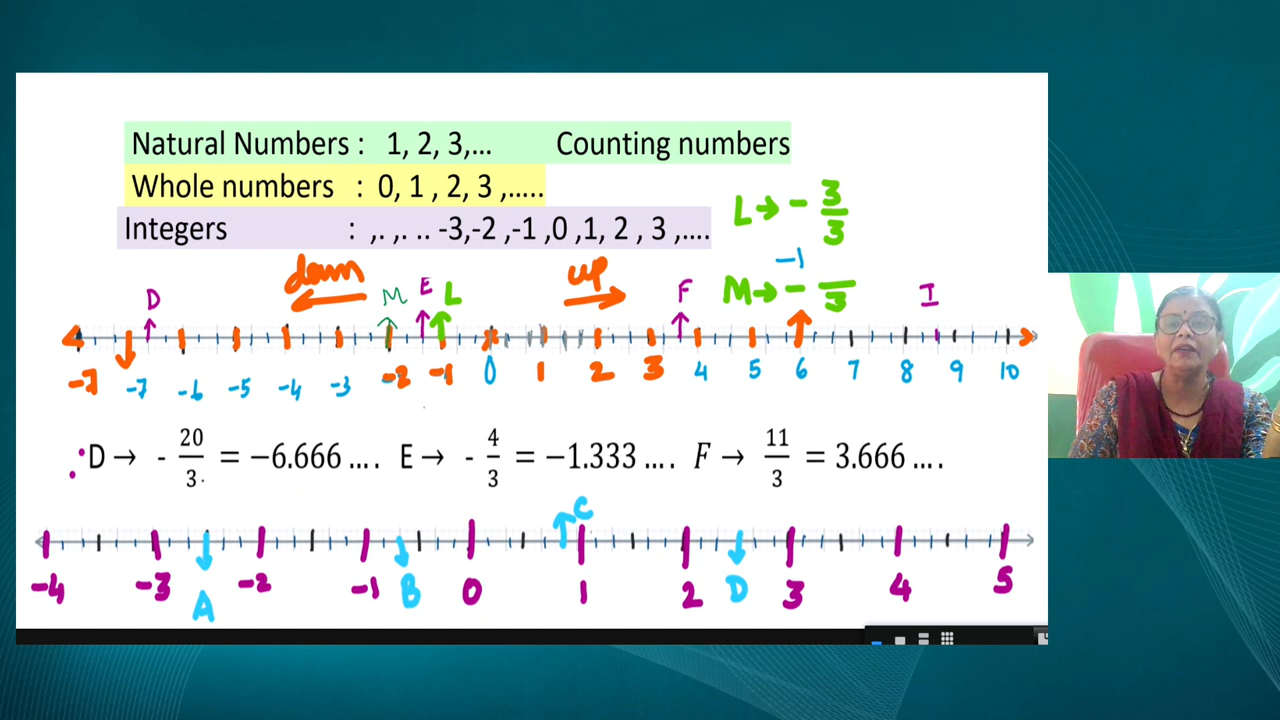 Natural Numbers : 1, 2, 3,... Counting numbers
Whole numbers : 0, 1 , 2, 3 ,.....
Integers : ,. ,. .. -3,-2 ,-1 ,0 ,1, 2 , 3 ,....
L→ - 3/3
-1
M→ - /3
down up
D M E L F I
-7 -7 -6 -5 -4 -3 -2 -1 0 1 2 3 4 5 6 7 8 9 10
D → - 20/3 = −6.666 .... E → - 4/3 = −1.333 .... F → 11/3 = 3.666 ....
C
-4 -3 -2 -1 0 1 2 3 4 5
A B D